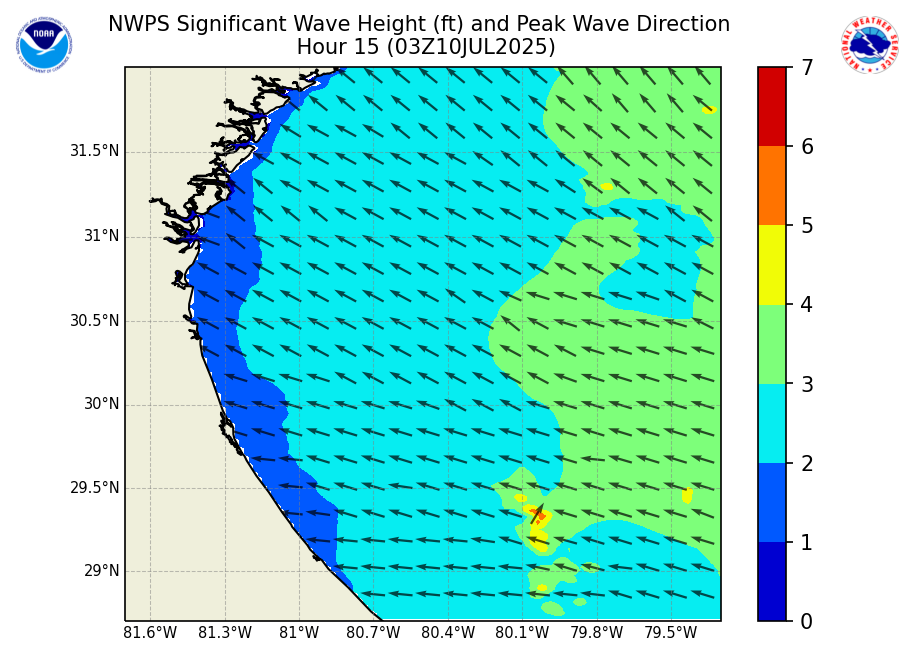 NWPS Significant Wave Height (ft) and Peak Wave Direction
Hour 15 (03Z10JUL2025)
NOAA
NATIONAL WEATHER SERVICE
31.5°N
31°N
30.5°N
30°N
29.5°N
29°N
81.6°W 81.3°W 81°W 80.7°W 80.4°W 80.1°W 79.8°W 79.5°W
7
6
5
4
3
2
1
0